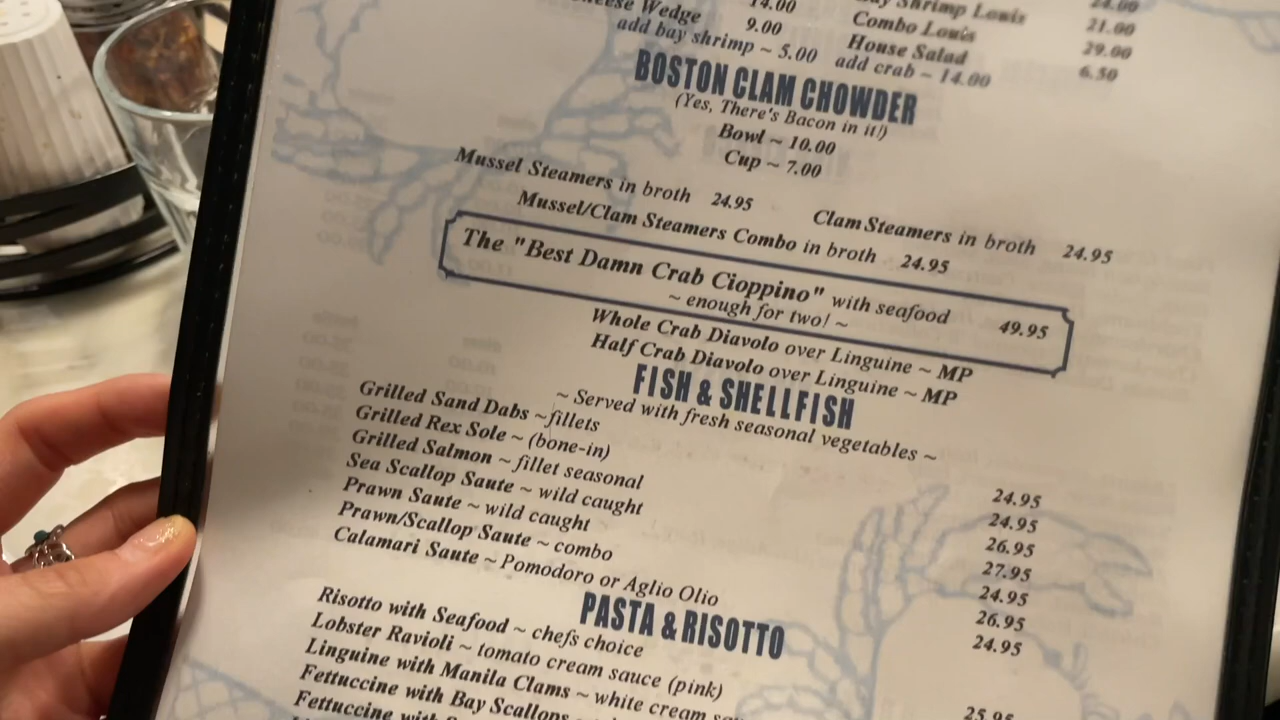 14.00
Shrimp Louis 24.00
Wedge 9.00
Combo Louis 21.00
add bay shrimp ~ 5.00
House Salad 29.00
add crab ~ 14.00 6.50
BOSTON CLAM CHOWDER
(Yes, There's Bacon in it!)
Bowl ~ 10.00
Cup ~ 7.00
Mussel Steamers in broth 24.95
Clam Steamers in broth 24.95
Mussel/Clam Steamers Combo in broth 24.95
The "Best Damn Crab Cioppino" with seafood 49.95
~ enough for two! ~
Whole Crab Diavolo over Linguine ~ MP
Half Crab Diavolo over Linguine ~ MP
FISH & SHELLFISH
~ Served with fresh seasonal vegetables ~
Grilled Sand Dabs ~ fillets 24.95
Grilled Rex Sole ~ (bone-in) 24.95
Grilled Salmon ~ fillet seasonal 26.95
Sea Scallop Saute ~ wild caught 27.95
Prawn Saute ~ wild caught 24.95
Prawn/Scallop Saute ~ combo 26.95
Calamari Saute ~ Pomodoro or Aglio Olio 24.95
PASTA & RISOTTO
Risotto with Seafood ~ chefs choice 25.95
Lobster Ravioli ~ tomato cream sauce (pink)
Linguine with Manila Clams ~ white cream
Fettuccine with Bay Scallops
Fettuccine with